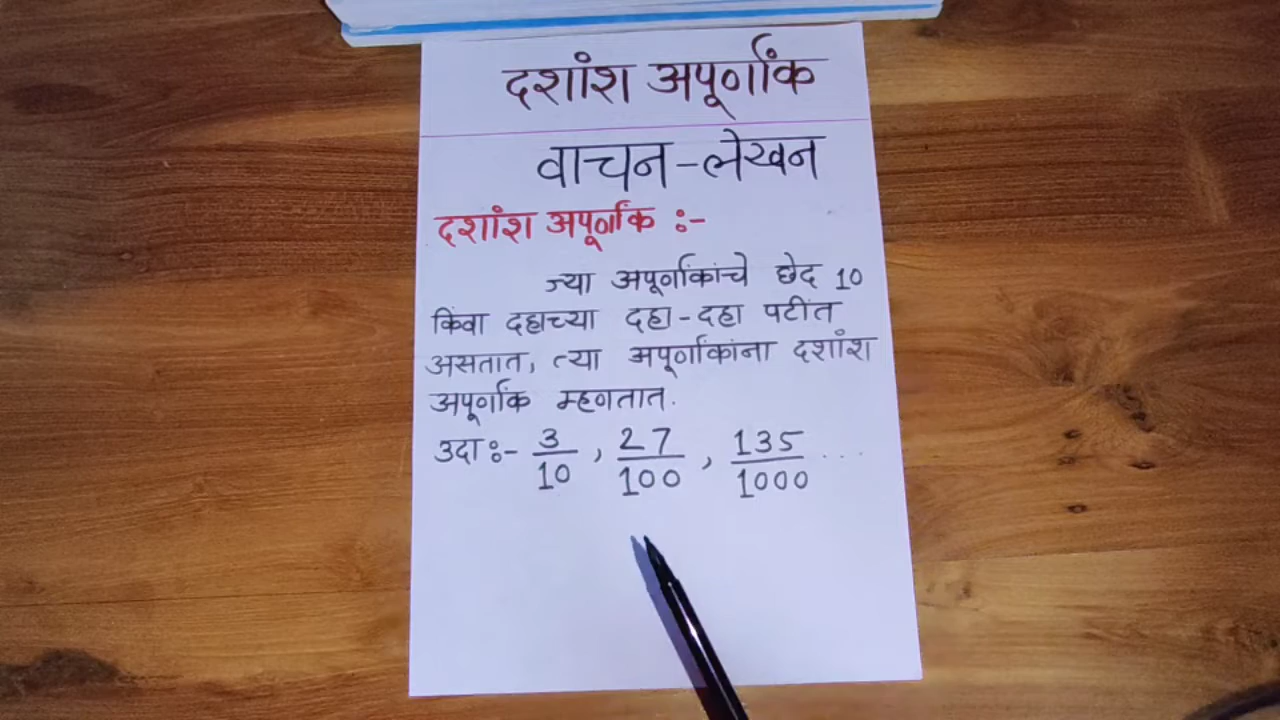 दशांश अपूर्णांक
वाचन-लेखन
दशांश अपूर्णांक :-
ज्या अपूर्णांकांचे छेद 10
किंवा दहाच्या दहा-दहा पटीत
असतात, त्या अपूर्णांकांना दशांश
अपूर्णांक म्हणतात.
उदा :- 3/10 , 27/100 , 135/1000 ....